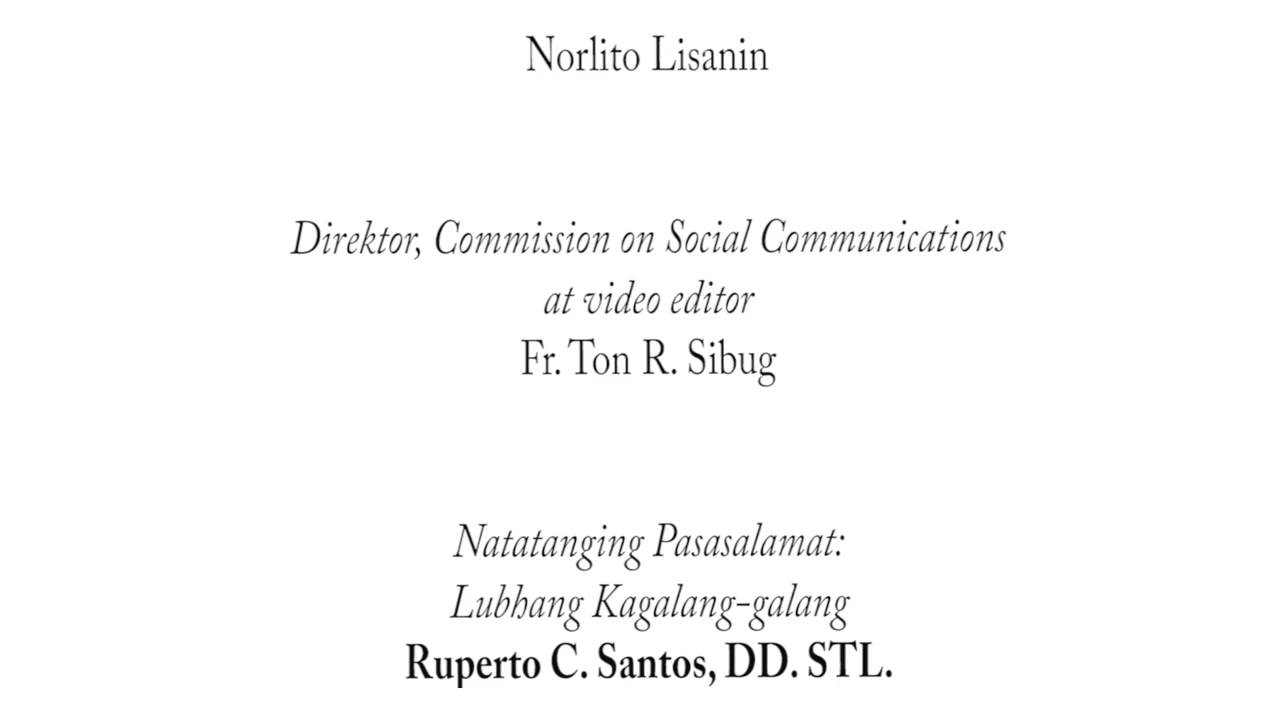 Norlito Lisanin
Direktor, Commission on Social Communications
at video editor
Fr. Ton R. Sibug
Natatanging Pasasalamat:
Lubhang Kagalang-galang
Ruperto C. Santos, DD. STL.